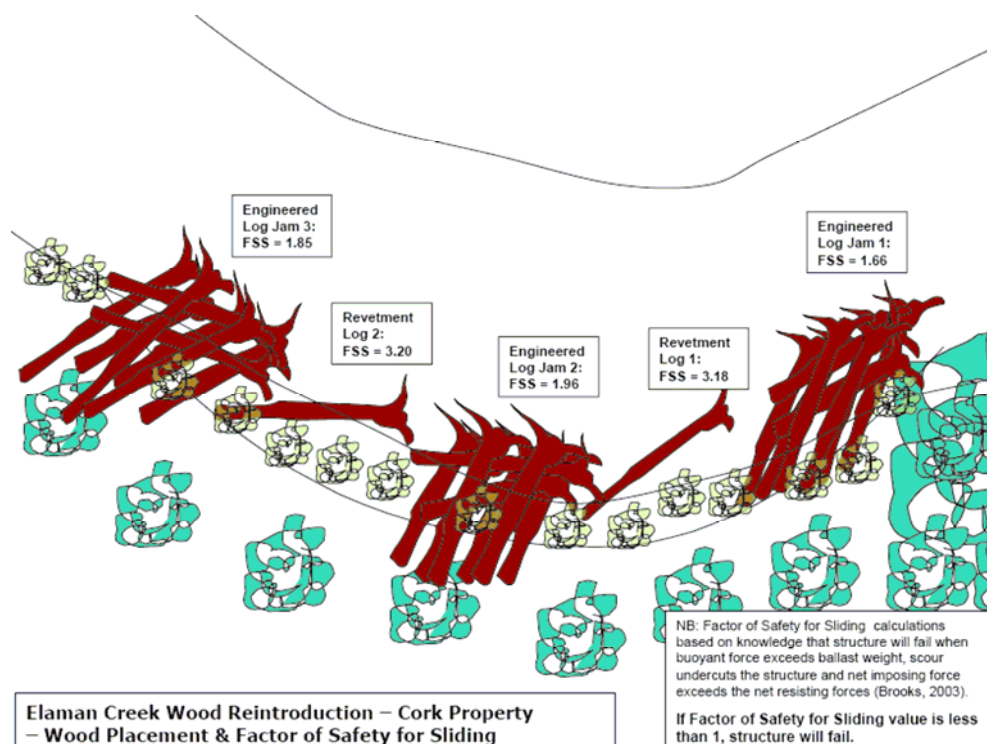 Engineered
Log Jam 3:
FSS = 1.85
Engineered
Log Jam 1:
FSS = 1.66
Revetment
Log 2:
FSS = 3.20
Engineered
Log Jam 2:
FSS = 1.96
Revetment
Log 1:
FSS = 3.18
NB: Factor of Safety for Sliding calculations
based on knowledge that structure will fail when
buoyant force exceeds ballast weight, scour
undercuts the structure and net imposing force
exceeds the net resisting forces (Brooks, 2003).
If Factor of Safety for Sliding value is less
than 1, structure will fail.
Elaman Creek Wood Reintroduction – Cork Property
– Wood Placement & Factor of Safety for Sliding